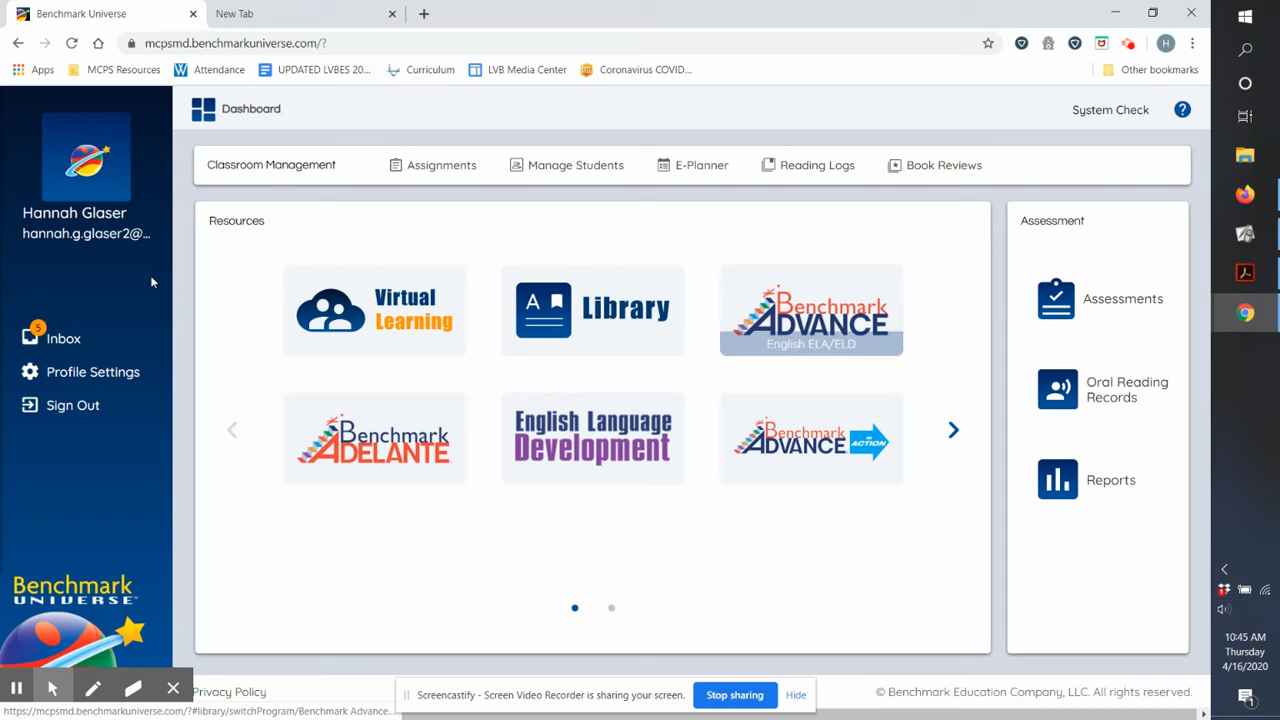 Benchmark Universe
New Tab
mcpsmd.benchmarkuniverse.com/?
H
Apps
MCPS Resources
Attendance
UPDATED LVBES 20...
Curriculum
LVB Media Center
Coronavirus COVID...
Other bookmarks
Dashboard
System Check
?
Hannah Glaser
hannah.g.glaser2@...
5
Inbox
Profile Settings
Sign Out
Benchmark
UNIVERSE
Classroom Management
Assignments
Manage Students
E-Planner
Reading Logs
Book Reviews
Resources
Virtual
Learning
A
Library
Benchmark
ADVANCE
English ELA/ELD
Benchmark
ADELANTE
English Language
Development
Benchmark
ADVANCE
IN
ACTION
Assessment
Assessments
Oral Reading
Records
Reports
Privacy Policy
© Benchmark Education Company, LLC. All rights reserved.
Screencastify - Screen Video Recorder is sharing your screen.
Stop sharing
Hide
https://mcpsmd.benchmarkuniverse.com/?#library/switchProgram/Benchmark Advance...
10:45 AM
Thursday
4/16/2020
1